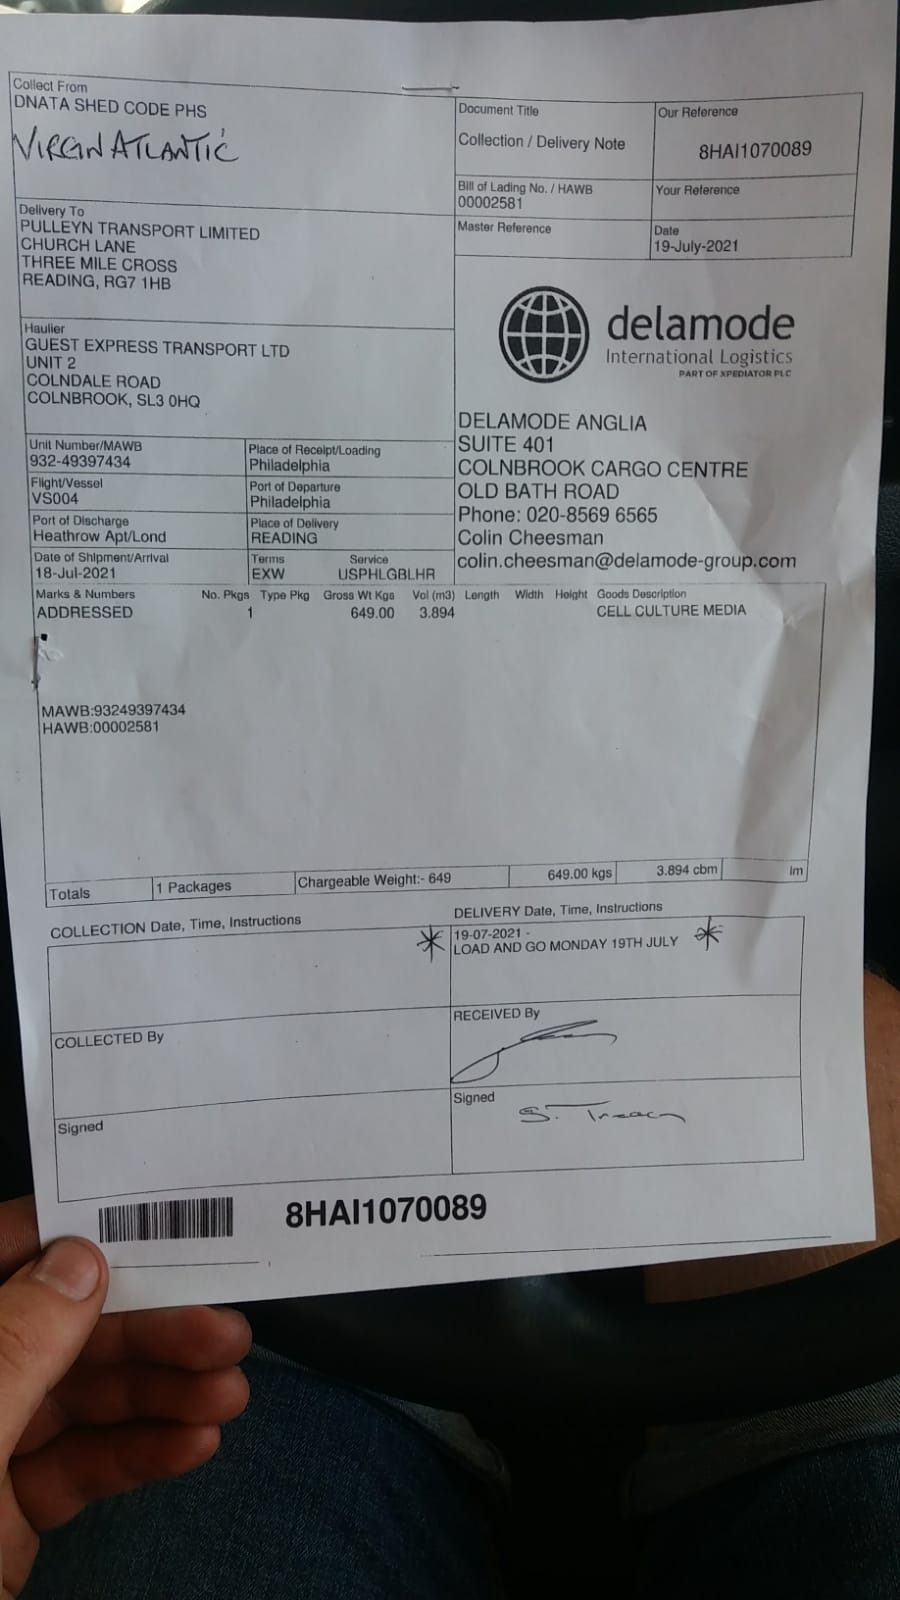 Collect From
DNATA SHED CODE PHS
VIRGIN ATLANTIC
Document Title
Collection / Delivery Note
Our Reference
8HAI1070089
Bill of Lading No. / HAWB
00002581
Your Reference
Master Reference
Date
19-July-2021
Delivery To
PULLEYN TRANSPORT LIMITED
CHURCH LANE
THREE MILE CROSS
READING, RG7 1HB
delamode
International Logistics
PART OF XPEDIATOR PLC
Haulier
GUEST EXPRESS TRANSPORT LTD
UNIT 2
COLNDALE ROAD
COLNBROOK, SL3 0HQ
DELAMODE ANGLIA
SUITE 401
COLNBROOK CARGO CENTRE
OLD BATH ROAD
Phone: 020-8569 6565
Colin Cheesman
colin.cheesman@delamode-group.com
Unit Number/MAWB
932-49397434
Place of Receipt/Loading
Philadelphia
Flight/Vessel
VS004
Port of Departure
Philadelphia
Port of Discharge
Heathrow Apt/Lond
Place of Delivery
READING
Date of Shipment/Arrival
18-Jul-2021
Terms Service
EXW USPHLGBLHR
Marks & Numbers No. Pkgs Type Pkg Gross Wt Kgs Vol (m3) Length Width Height Goods Description
ADDRESSED 1 649.00 3.894 CELL CULTURE MEDIA
MAWB:93249397434
HAWB:00002581
Totals 1 Packages Chargeable Weight:- 649 649.00 kgs 3.894 cbm lm
COLLECTION Date, Time, Instructions
DELIVERY Date, Time, Instructions
19-07-2021 -
LOAD AND GO MONDAY 19TH JULY
COLLECTED By
RECEIVED By
Signed
Signed
S. Treacy
8HAI1070089